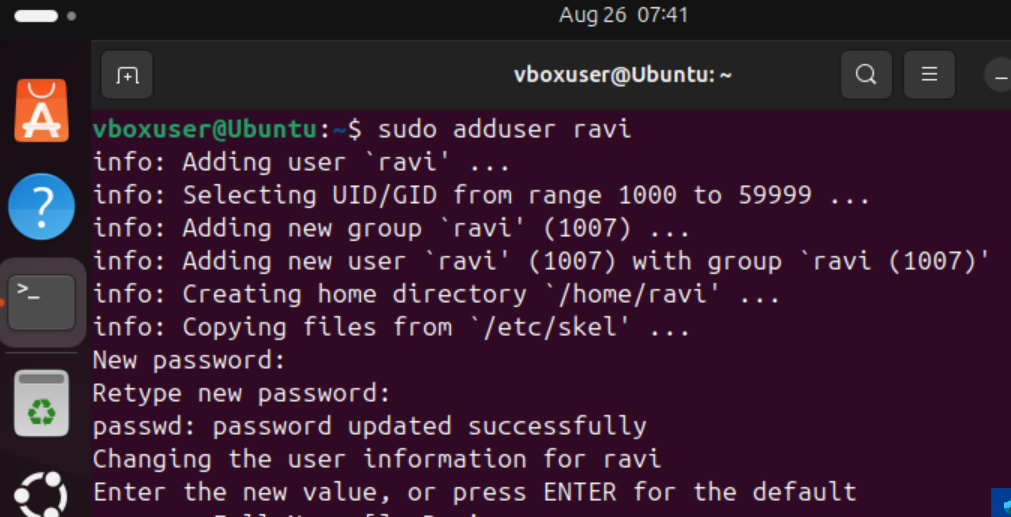 Aug 26 07:41
vboxuser@Ubuntu: ~
vboxuser@Ubuntu:~$ sudo adduser ravi
info: Adding user `ravi' ...
info: Selecting UID/GID from range 1000 to 59999 ...
info: Adding new group `ravi' (1007) ...
info: Adding new user `ravi' (1007) with group `ravi (1007)'
info: Creating home directory `/home/ravi' ...
info: Copying files from `/etc/skel' ...
New password:
Retype new password:
passwd: password updated successfully
Changing the user information for ravi
Enter the new value, or press ENTER for the default